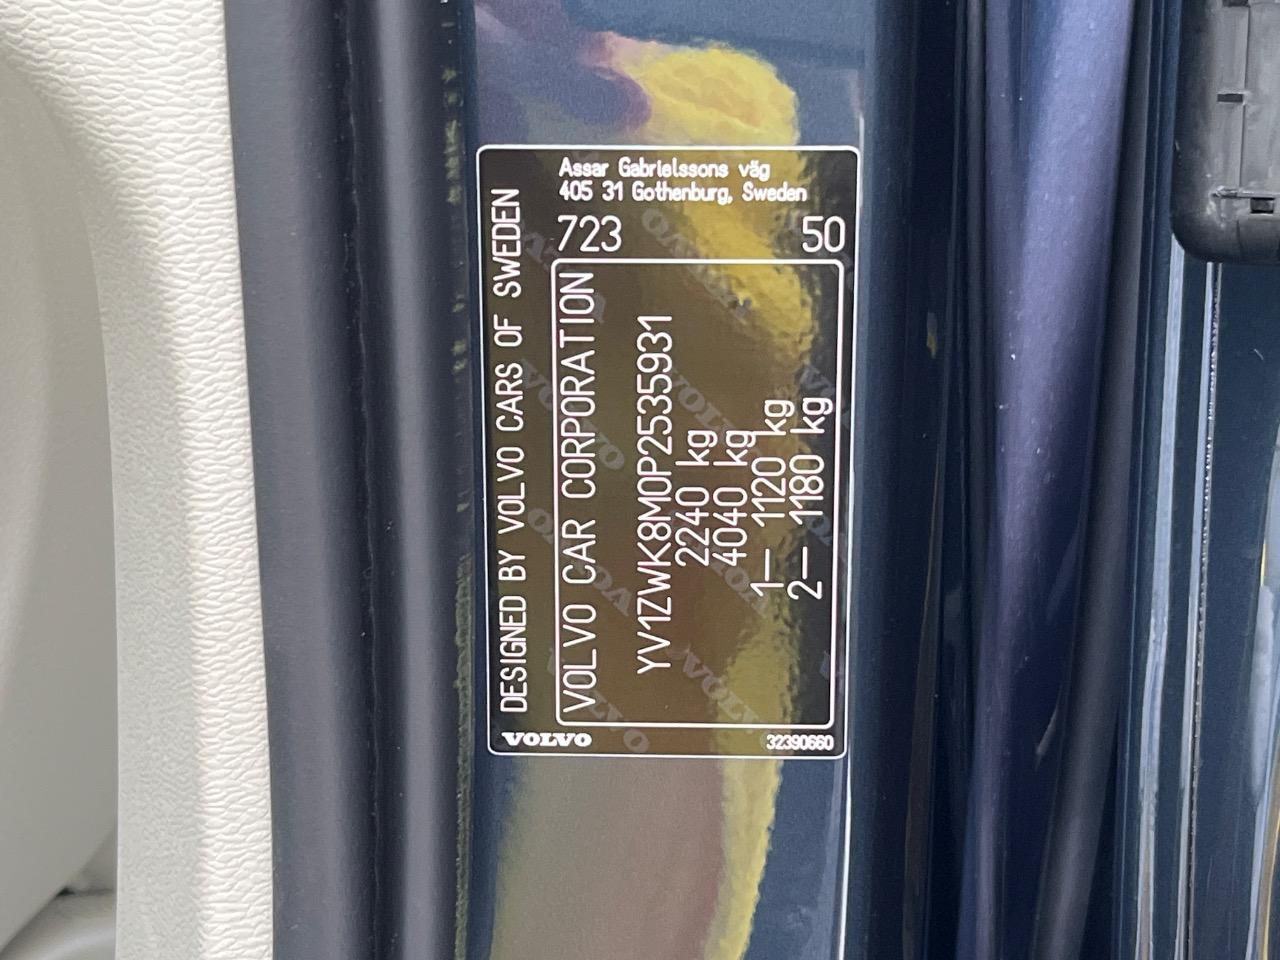 Assar Gabrielssons väg
405 31 Gothenburg, Sweden
723
50
DESIGNED BY VOLVO CARS OF SWEDEN
VOLVO CAR CORPORATION
YV1ZWK8M0P2535931
2240 kg
4040 kg
1— 1120 kg
2— 1180 kg
VOLVO
32390660